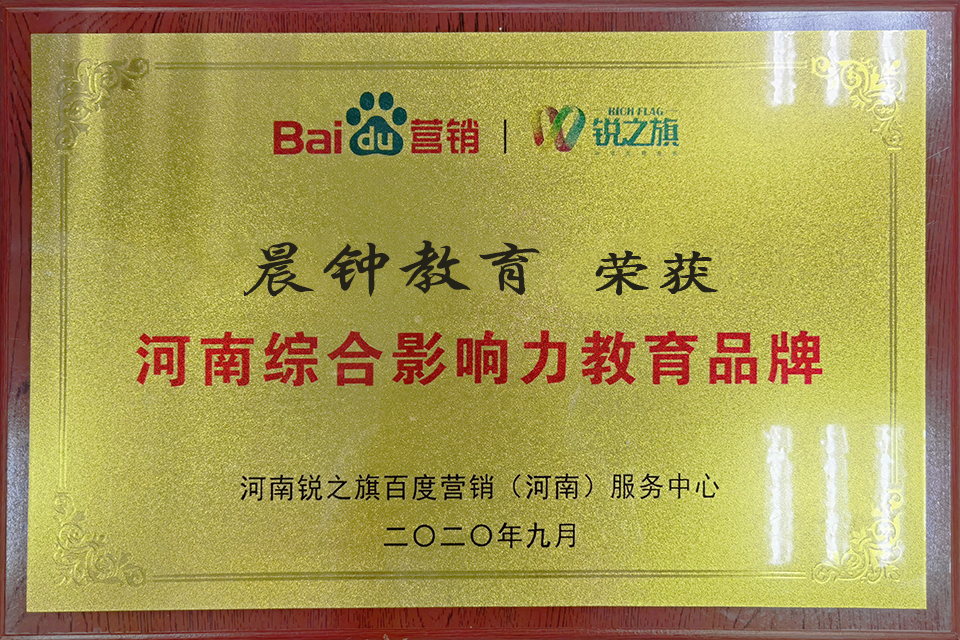 Baidu营销 | RICH FLAG 锐之旗
晨钟教育 荣获
河南综合影响力教育品牌
河南锐之旗百度营销（河南）服务中心
二〇二〇年九月